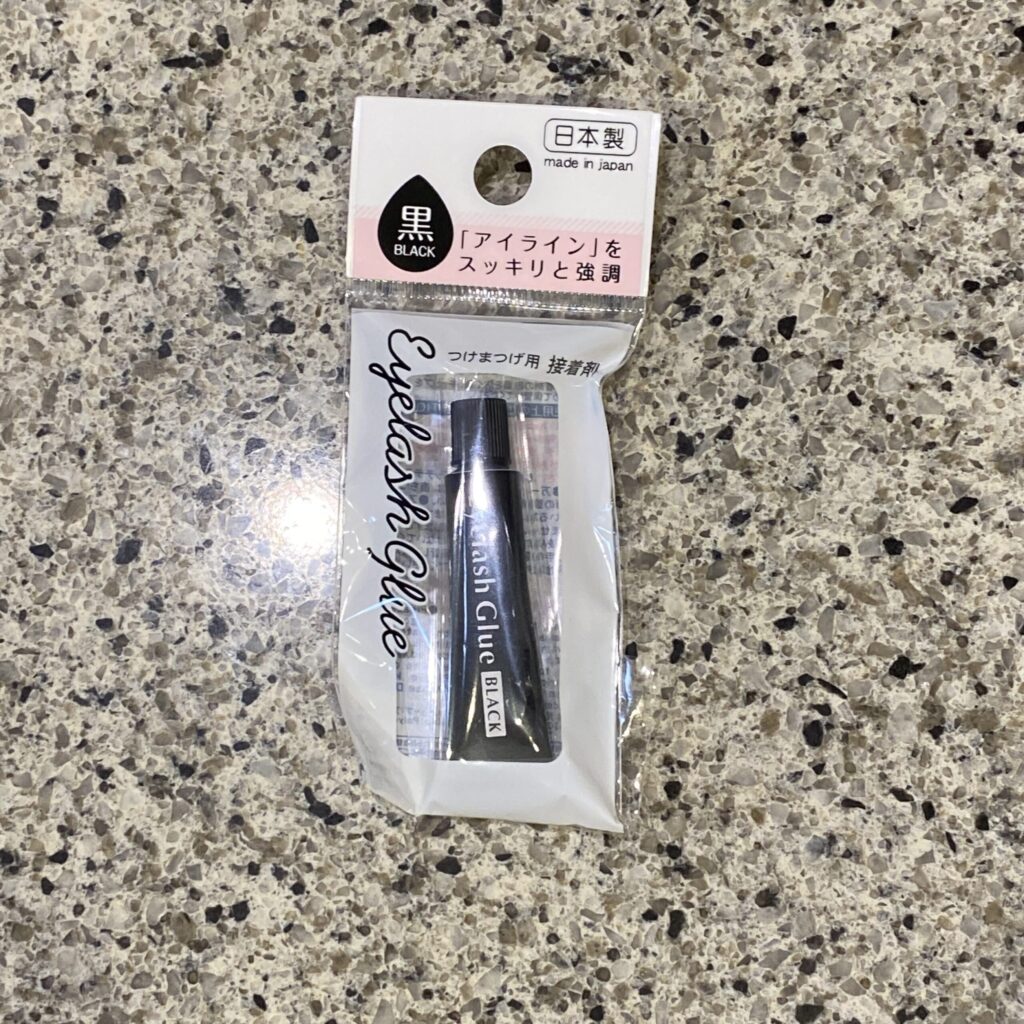 日本製
made in japan
黒
BLACK
「アイライン」を
スッキリと強調
つけまつげ用 接着剤
Eyelash Glue
lash Glue BLACK